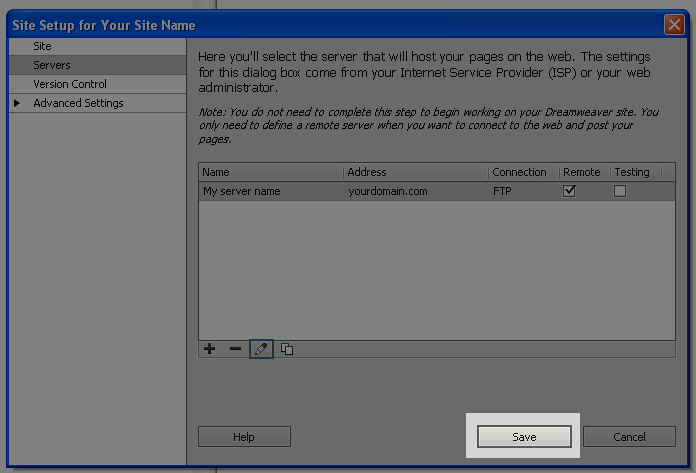 Site Setup for Your Site Name
Site
Servers
Version Control
Advanced Settings
Here you'll select the server that will host your pages on the web. The settings
for this dialog box come from your Internet Service Provider (ISP) or your web
administrator.
Note: You do not need to complete this step to begin working on your Dreamweaver site. You
only need to define a remote server when you want to connect to the web and post your
pages.
Name Address Connection Remote Testing
My server name yourdomain.com FTP
Help Save Cancel